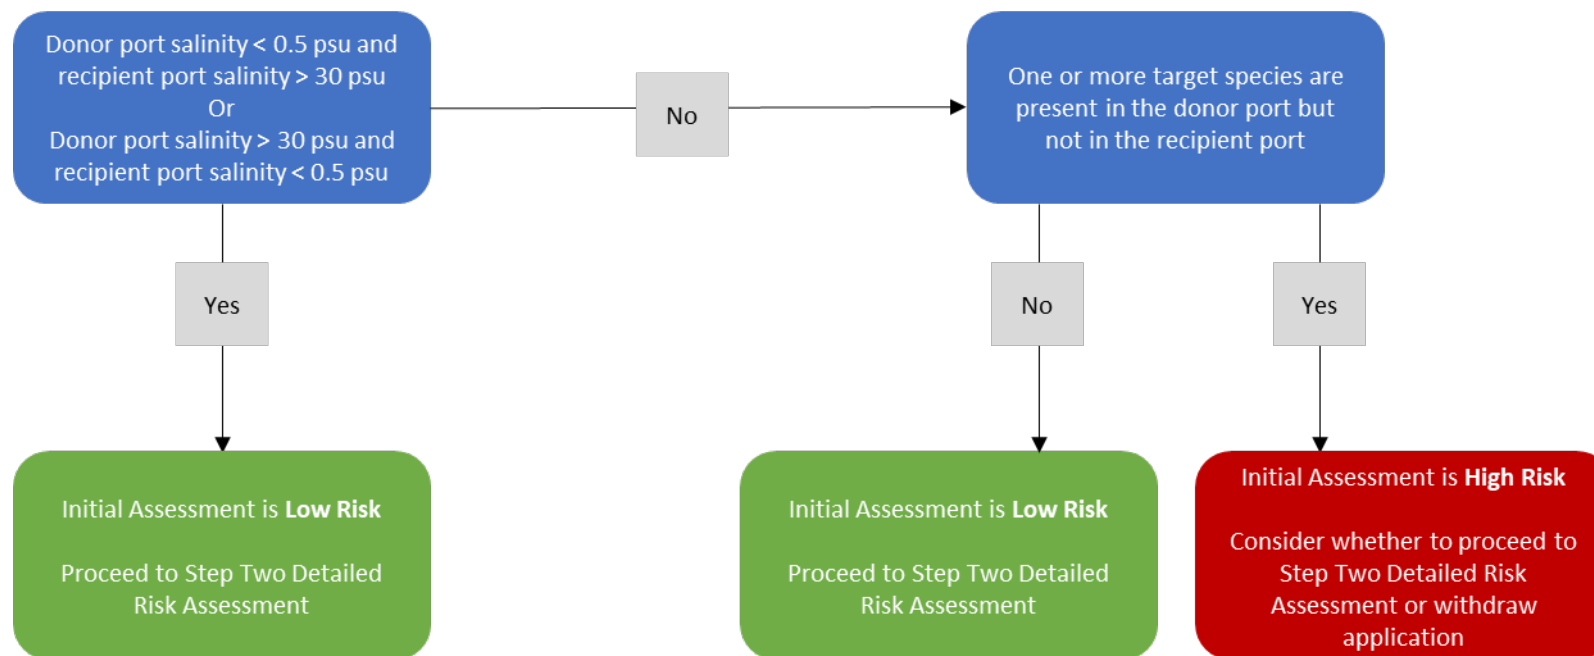 Donor port salinity < 0.5 psu and
recipient port salinity > 30 psu
Or
Donor port salinity > 30 psu and
recipient port salinity < 0.5 psu
No
One or more target species are
present in the donor port but
not in the recipient port
Yes
No
Yes
Initial Assessment is Low Risk
Proceed to Step Two Detailed
Risk Assessment
Initial Assessment is Low Risk
Proceed to Step Two Detailed
Risk Assessment
Initial Assessment is High Risk
Consider whether to proceed to
Step Two Detailed Risk
Assessment or withdraw
application